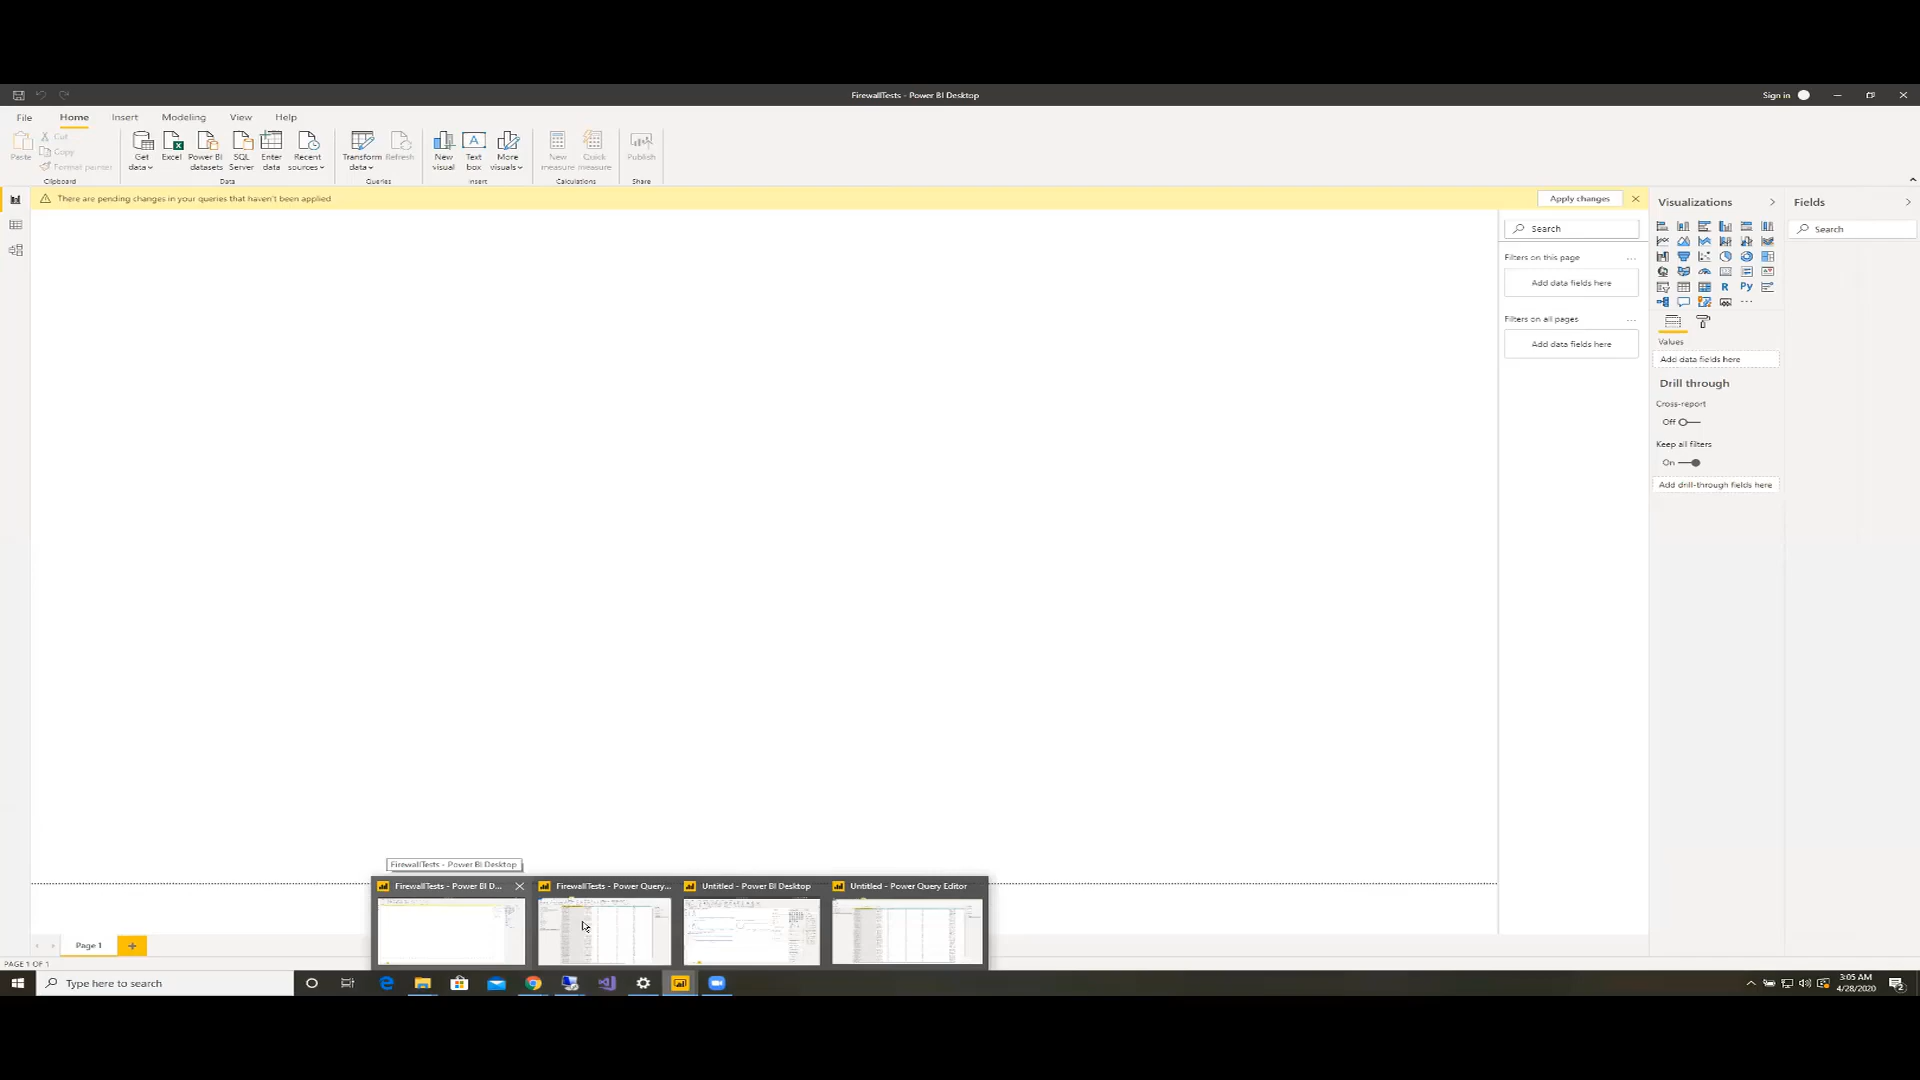 FirewallTests - Power BI Desktop
Sign in
File Home Insert Modeling View Help
Paste
Cut
Copy
Format painter
Clipboard
Get data
Excel
Power BI datasets
SQL Server
Enter data
Recent sources
Data
Transform data
Refresh
Queries
New visual
Text box
More visuals
Insert
New measure
Quick measure
Calculations
Publish
Share
There are pending changes in your queries that haven't been applied
Apply changes
Search
Filters on this page
...
Add data fields here
Filters on all pages
...
Add data fields here
Visualizations
R
Py
...
Values
Add data fields here
Drill through
Cross-report
Off
Keep all filters
On
Add drill-through fields here
Fields
Search
FirewallTests - Power BI Desktop
FirewallTests - Power BI D...
FirewallTests - Power Query...
Untitled - Power BI Desktop
Untitled - Power Query Editor
Page 1
+
PAGE 1 OF 1
Type here to search
3:05 AM
4/28/2020
2